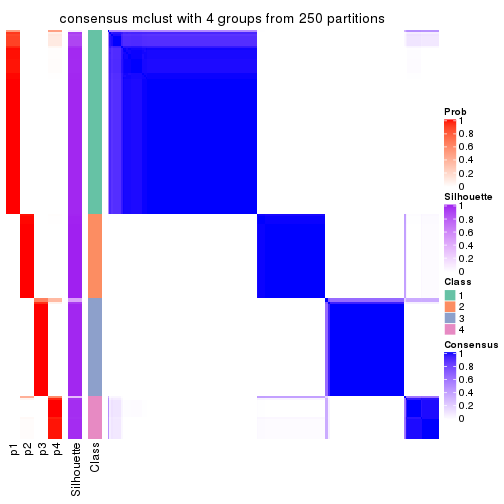 consensus mclust with 4 groups from 250 partitions
Prob
1
0.8
0.6
0.4
0.2
0
Silhouette
1
0.8
0.6
0.4
0.2
0
Class
1
2
3
4
Consensus
1
0.8
0.6
0.4
0.2
0
p1
p2
p3
p4
Silhouette
Class